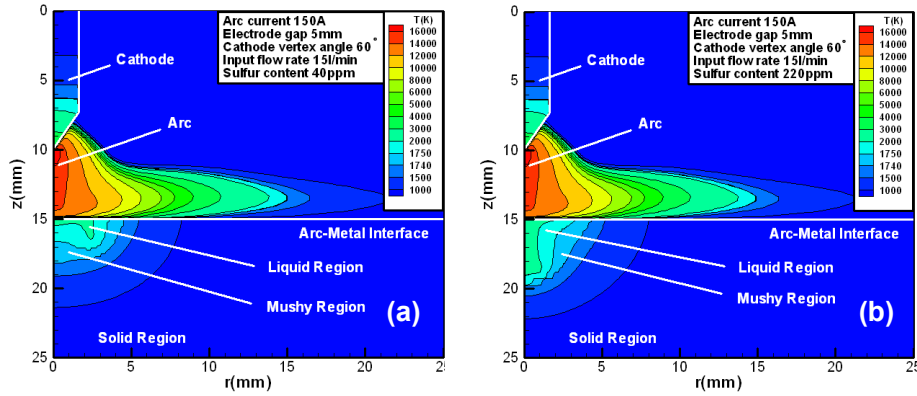 Arc current 150A
Electrode gap 5mm
Cathode vertex angle 60°
Input flow rate 15l/min
Sulfur content 40ppm
T(K)
16000
14000
12000
10000
8000
6000
4000
3000
2000
1750
1740
1500
1000
Cathode
Arc
Arc-Metal Interface
Liquid Region
Mushy Region
Solid Region
(a)
z(mm)
0
5
10
15
20
25
0 5 10 15 20 25
r(mm)
Arc current 150A
Electrode gap 5mm
Cathode vertex angle 60°
Input flow rate 15l/min
Sulfur content 220ppm
T(K)
16000
14000
12000
10000
8000
6000
4000
3000
2000
1750
1740
1500
1000
Cathode
Arc
Arc-Metal Interface
Liquid Region
Mushy Region
Solid Region
(b)
z(mm)
0
5
10
15
20
25
0 5 10 15 20 25
r(mm)